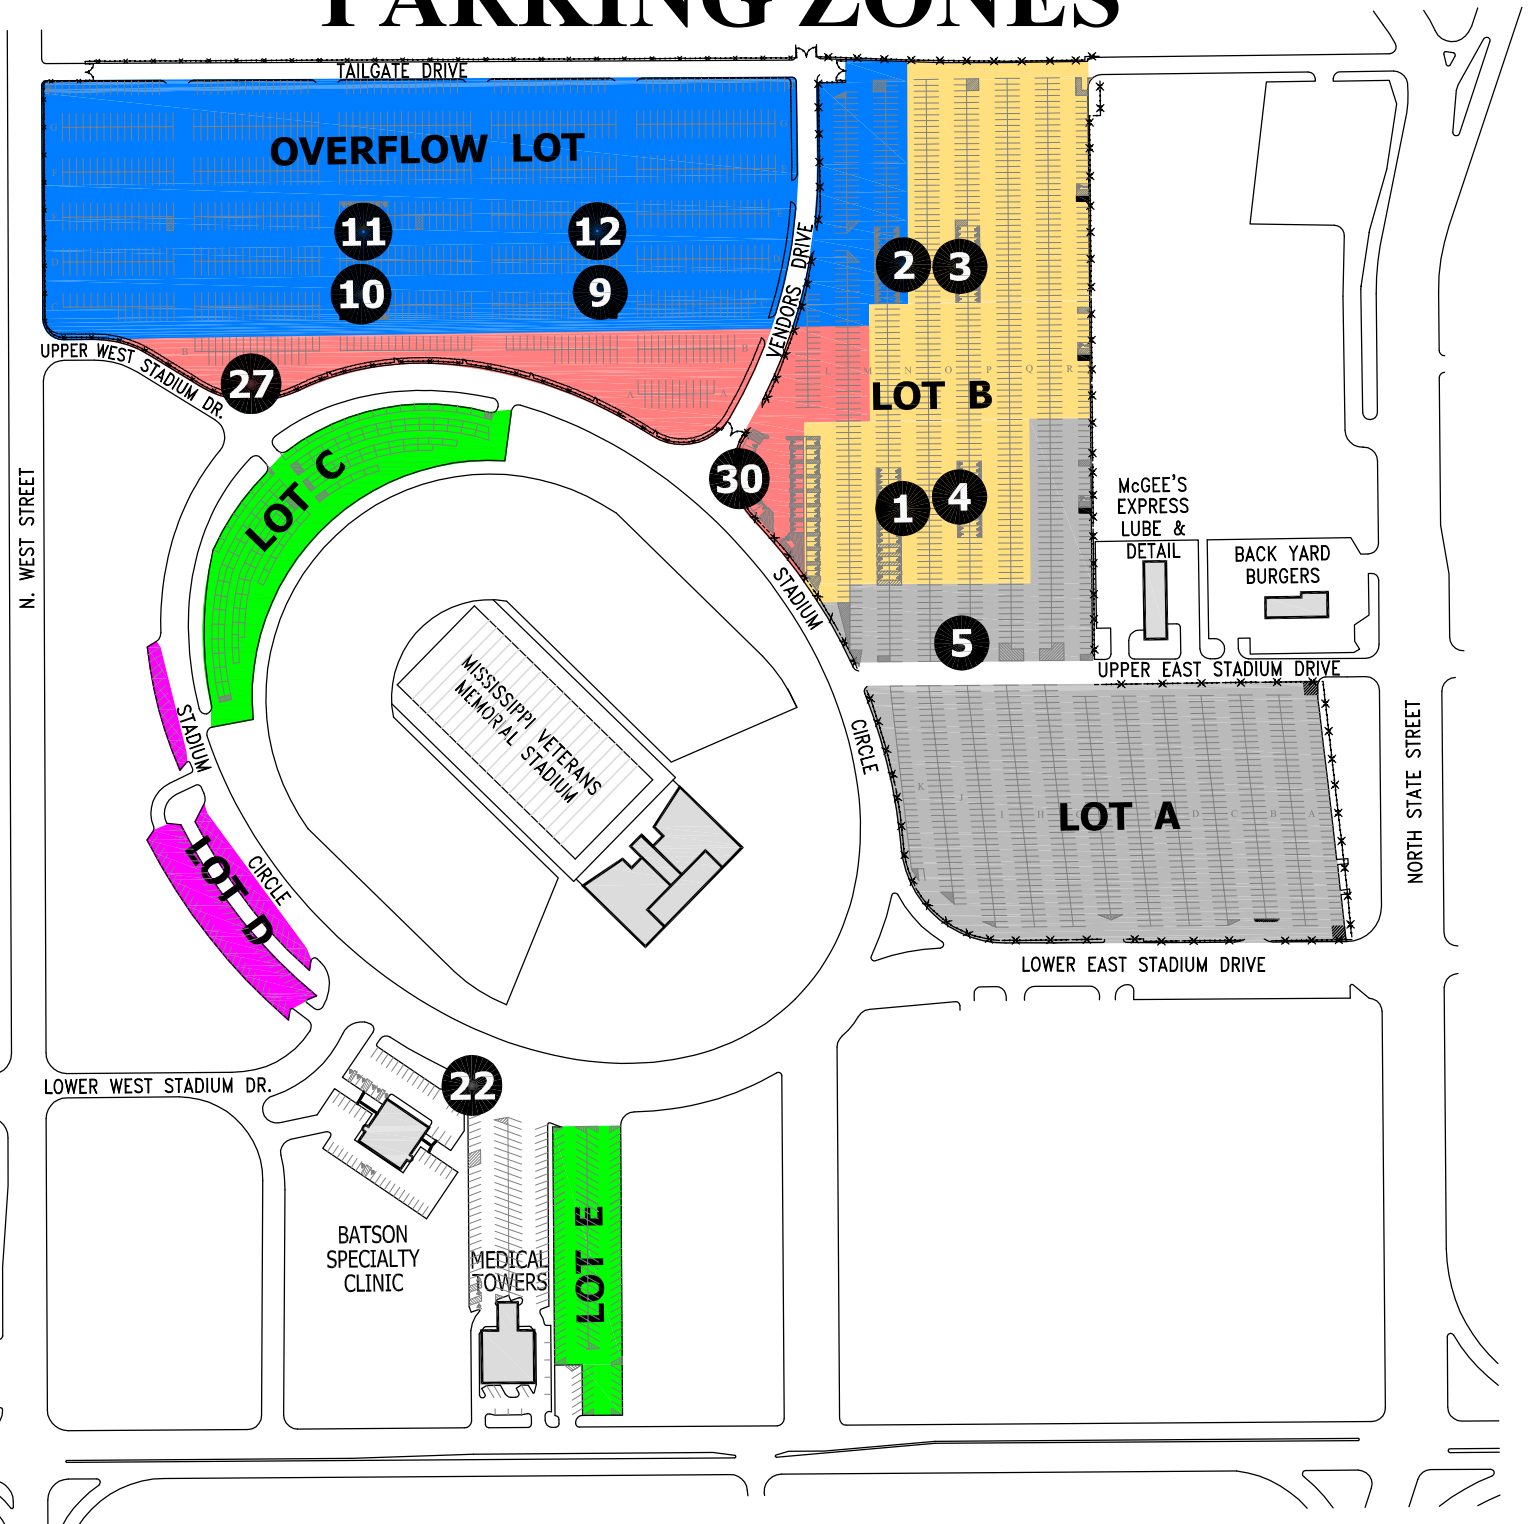 PARKING ZONES
TAILGATE DRIVE
OVERFLOW LOT
11
12
10
9
2
3
VENDORS DRIVE
UPPER WEST STADIUM DR.
27
LOT B
L M N O P Q R
B
B
A
A
30
1
4
LOT C
N. WEST STREET
McGEE'S
EXPRESS
LUBE &
DETAIL
BACK YARD
BURGERS
5
STADIUM
CIRCLE
UPPER EAST STADIUM DRIVE
MISSISSIPPI VETERANS
MEMORIAL STADIUM
STADIUM
CIRCLE
NORTH STATE STREET
LOT A
K
J
I H D C B A
LOT D
LOWER EAST STADIUM DRIVE
22
LOWER WEST STADIUM DR.
BATSON
SPECIALTY
CLINIC
MEDICAL
TOWERS
LOT E